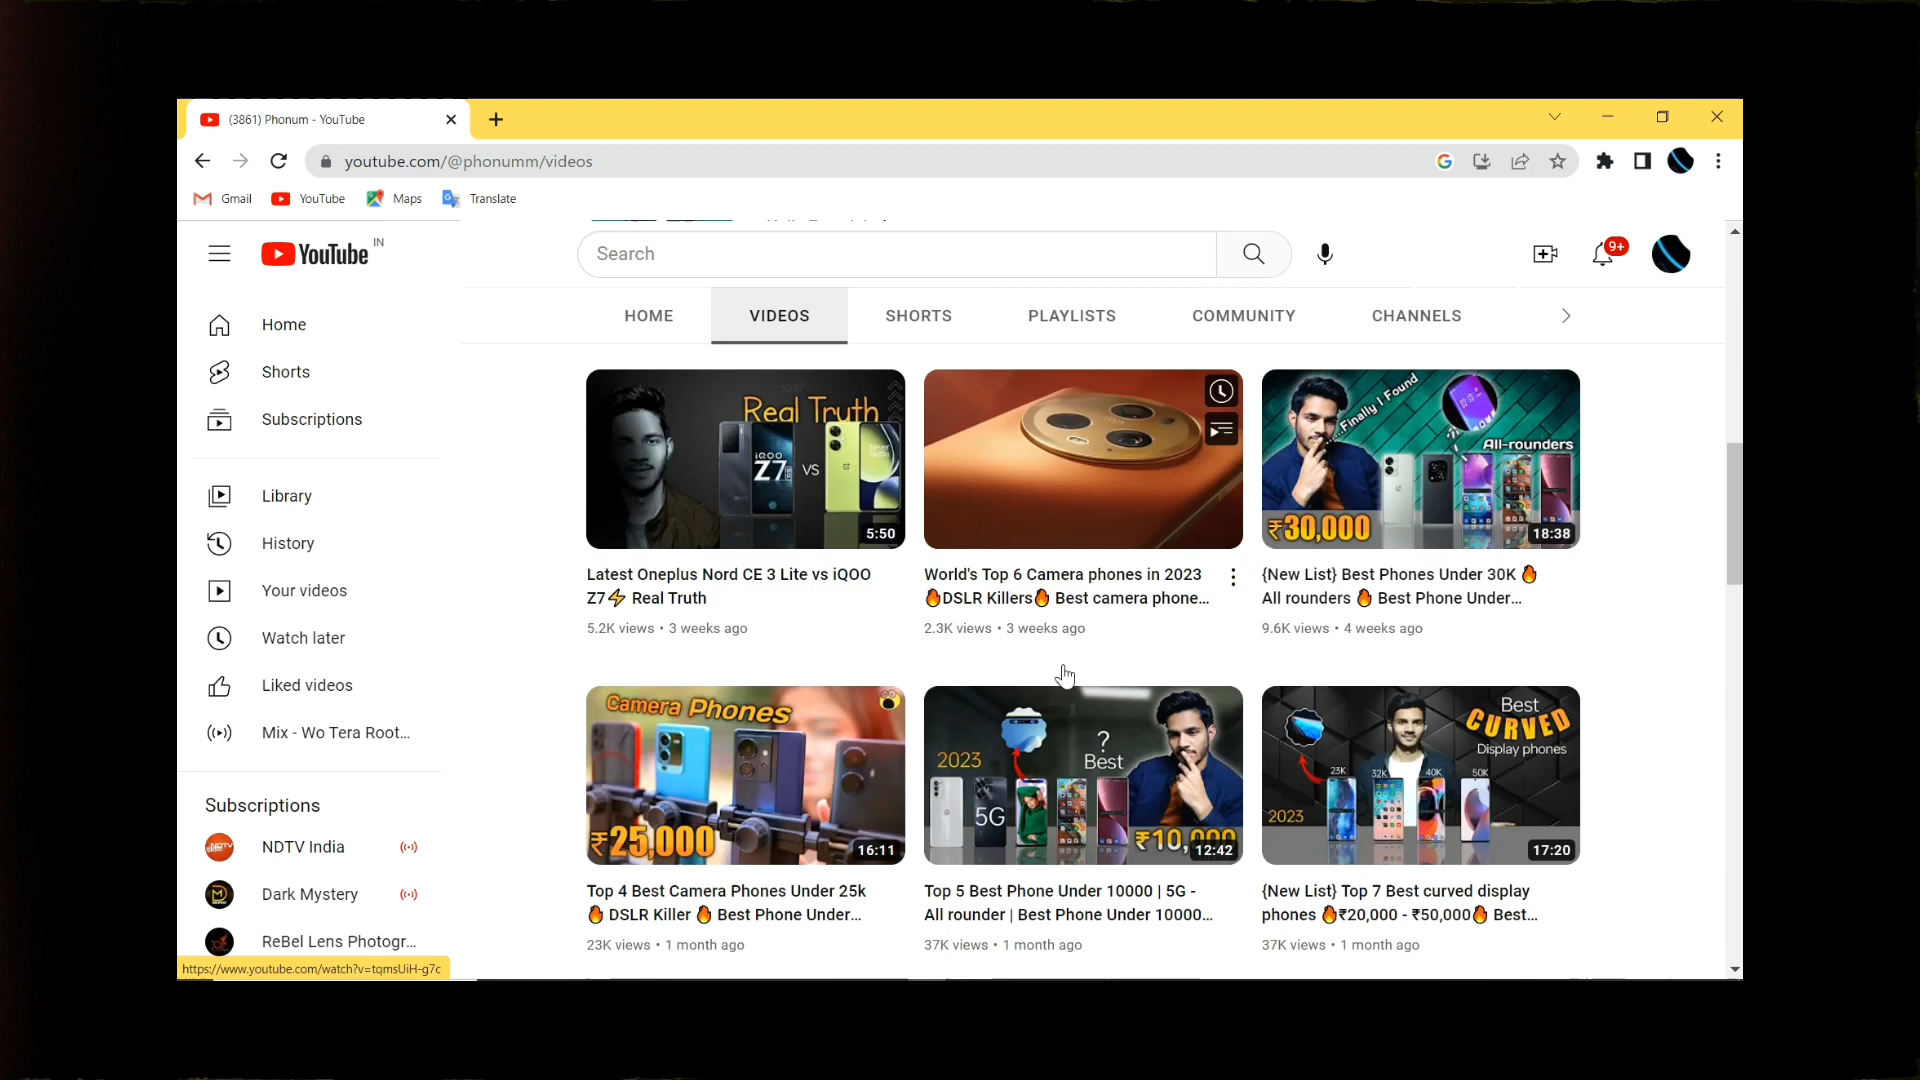 (3861) Phonum - YouTube
youtube.com/@phonumm/videos
Gmail YouTube Maps Translate
YouTube IN
Search
9+
Home
Shorts
Subscriptions
Library
History
Your videos
Watch later
Liked videos
Mix - Wo Tera Root...
Subscriptions
NDTV India
Dark Mystery
ReBel Lens Photogr...
https://www.youtube.com/watch?v=tqmsUiH-g7c
HOME VIDEOS SHORTS PLAYLISTS COMMUNITY CHANNELS
Real Truth
iQOO
Z7
VS
5:50
Latest Oneplus Nord CE 3 Lite vs iQOO
Z7⚡ Real Truth
5.2K views • 3 weeks ago
World's Top 6 Camera phones in 2023
🔥DSLR Killers🔥 Best camera phone...
2.3K views • 3 weeks ago
Finally I Found
All-rounders
₹30,000
18:38
{New List} Best Phones Under 30K 🔥
All rounders 🔥 Best Phone Under...
9.6K views • 4 weeks ago
Camera Phones
₹25,000
16:11
Top 4 Best Camera Phones Under 25k
🔥 DSLR Killer 🔥 Best Phone Under...
23K views • 1 month ago
2023
?
Best
5G
₹10,000
12:42
Top 5 Best Phone Under 10000 | 5G -
All rounder | Best Phone Under 10000...
37K views • 1 month ago
Best
CURVED
Display phones
23K 32K 40K 50K
2023
17:20
{New List} Top 7 Best curved display
phones 🔥₹20,000 - ₹50,000🔥 Best...
37K views • 1 month ago